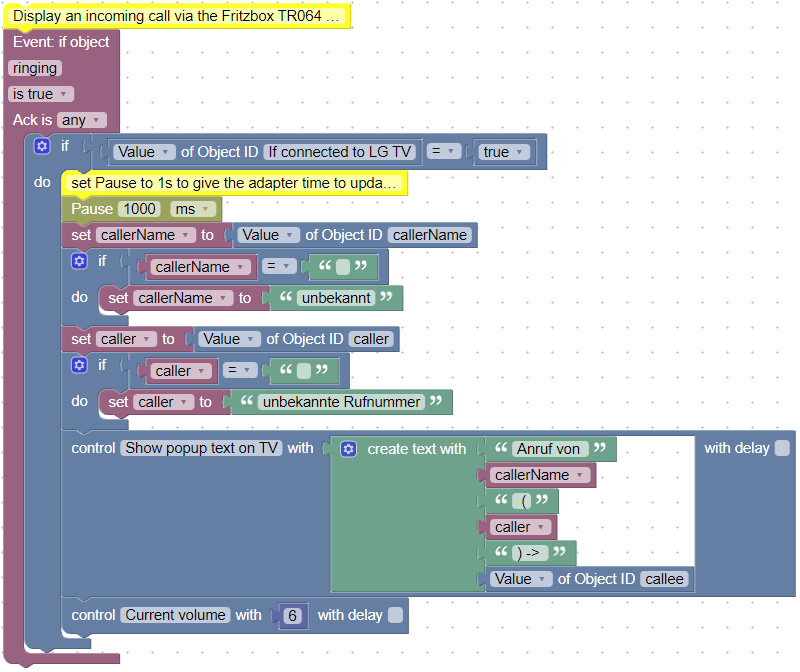 Display an incoming call via the Fritzbox TR064 ...
Event: if object
ringing
is true
Ack is any
if Value of Object ID If connected to LG TV = true
do set Pause to 1s to give the adapter time to upda...
Pause 1000 ms
set callerName to Value of Object ID callerName
if callerName = “ ”
do set callerName to “ unbekannt ”
set caller to Value of Object ID caller
if caller = “ ”
do set caller to “ unbekannte Rufnummer ”
control Show popup text on TV with create text with “ Anruf von ” with delay
callerName
“ ( ”
caller
“ ) -> ”
Value of Object ID callee
control Current volume with 6 with delay